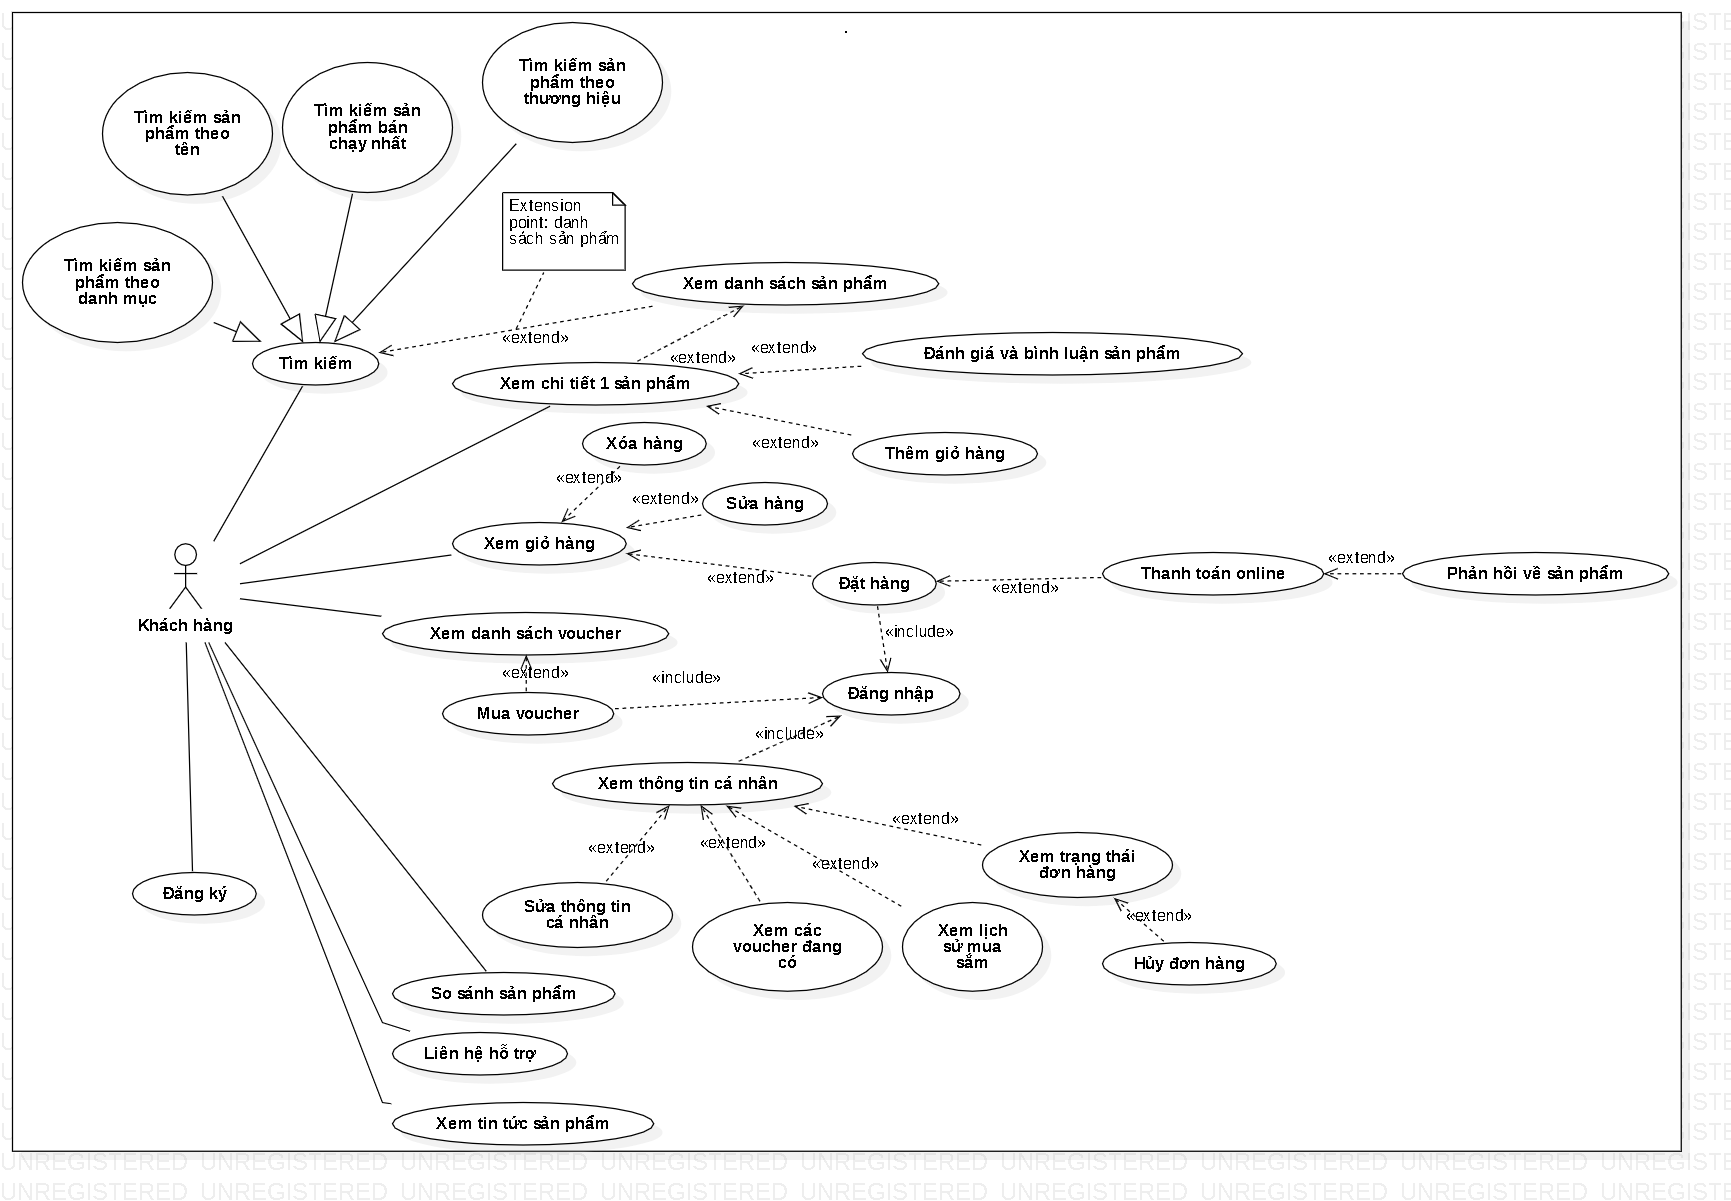 Tìm kiếm sản
phẩm theo
thương hiệu
Tìm kiếm sản
phẩm theo
tên
Tìm kiếm sản
phẩm bán
chạy nhất
Tìm kiếm sản
phẩm theo
danh mục
Extension
point: danh
sách sản phẩm
Xem danh sách sản phẩm
«extend»
Tìm kiếm
«extend»
«extend»
Đánh giá và bình luận sản phẩm
Xem chi tiết 1 sản phẩm
«extend»
Thêm giỏ hàng
Xóa hàng
«extend»
«extend»
Sửa hàng
Xem giỏ hàng
«extend»
Đặt hàng
«extend»
Thanh toán online
«extend»
Phản hồi về sản phẩm
Khách hàng
Xem danh sách voucher
«include»
«extend»
«include»
Đăng nhập
Mua voucher
«include»
Xem thông tin cá nhân
«extend»
«extend»
«extend»
«extend»
Xem trạng thái
đơn hàng
Đăng ký
Sửa thông tin
cá nhân
Xem các
voucher đang
có
Xem lịch
sử mua
sắm
«extend»
Hủy đơn hàng
So sánh sản phẩm
Liên hệ hỗ trợ
Xem tin tức sản phẩm
UNREGISTERED UNREGISTERED UNREGISTERED UNREGISTERED UNREGISTERED UNREGISTERED UNREGISTERED UNREGISTERED
UNREGISTERED UNREGISTERED UNREGISTERED UNREGISTERED UNREGISTERED UNREGISTERED UNREGISTERED UNREGISTERED